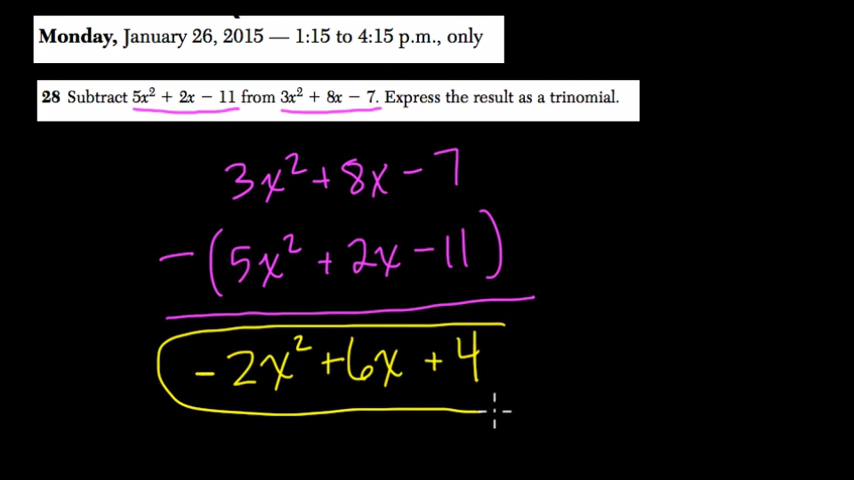 Monday, January 26, 2015 — 1:15 to 4:15 p.m., only
28 Subtract 5x² + 2x − 11 from 3x² + 8x − 7. Express the result as a trinomial.
3x² + 8x − 7
− (5x² + 2x − 11)
− 2x² + 6x + 4